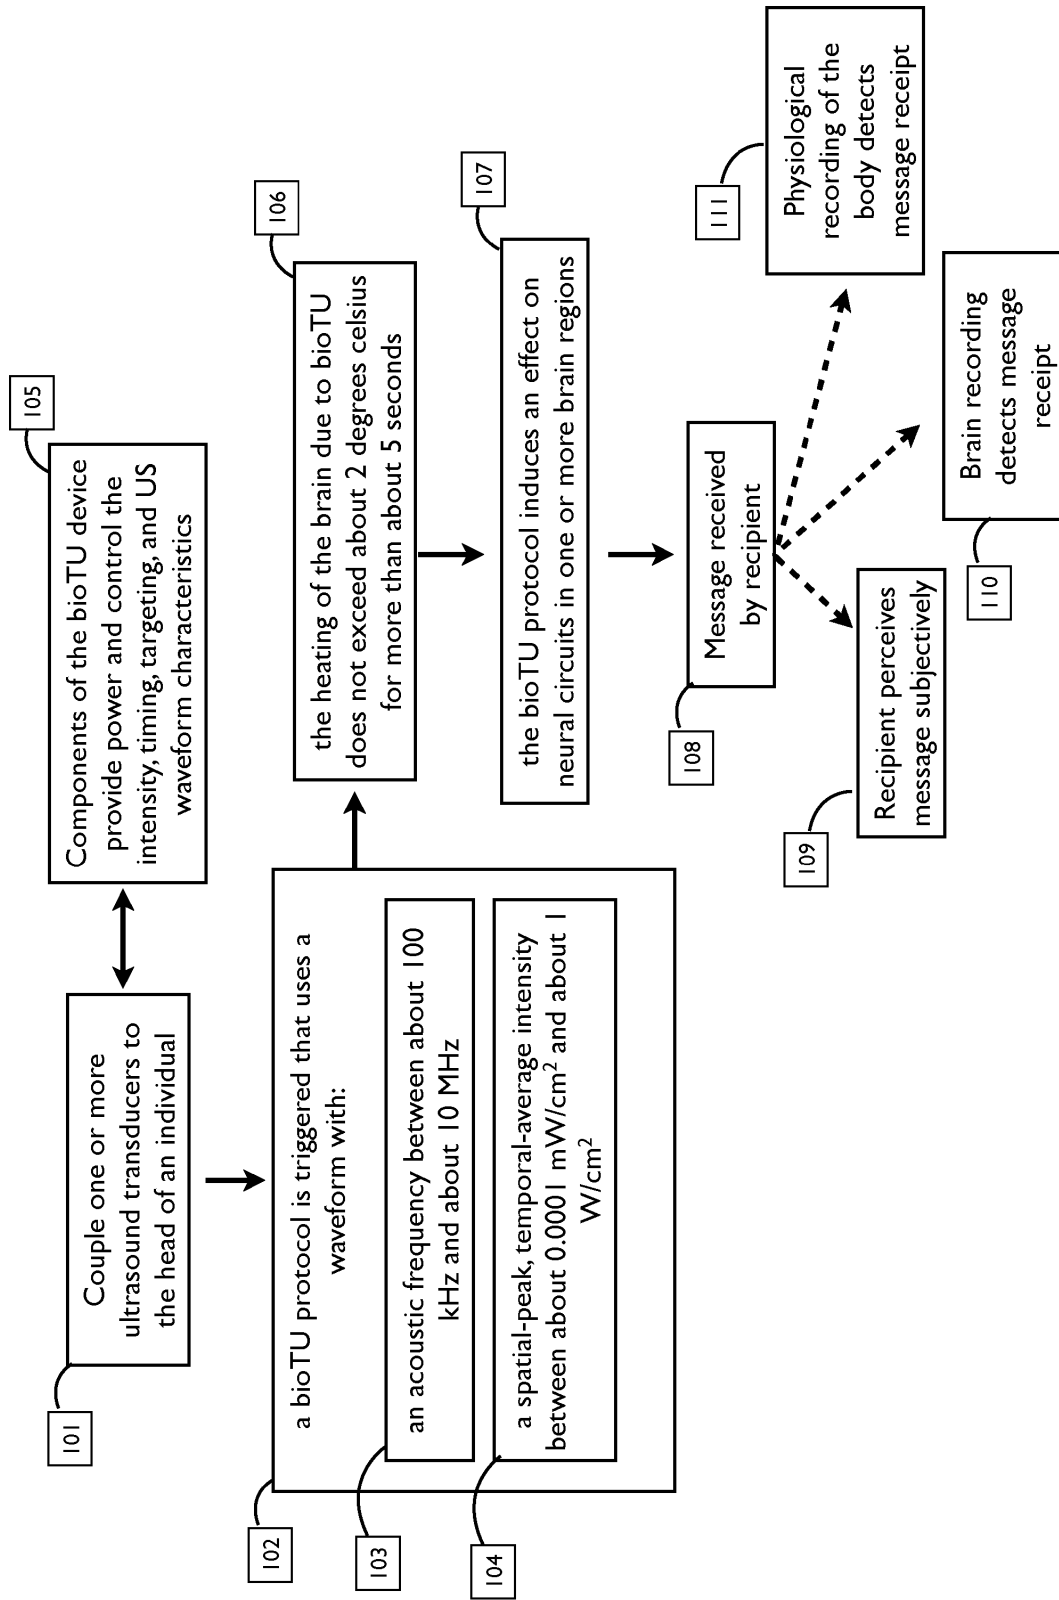 101
Couple one or more
ultrasound transducers to
the head of an individual
105
Components of the bioTU device
provide power and control the
intensity, timing, targeting, and US
waveform characteristics
102
a bioTU protocol is triggered that uses a
waveform with:
103
an acoustic frequency between about 100
kHz and about 10 MHz
104
a spatial-peak, temporal-average intensity
between about 0.0001 mW/cm² and about 1
W/cm²
106
the heating of the brain due to bioTU
does not exceed about 2 degrees celsius
for more than about 5 seconds
107
the bioTU protocol induces an effect on
neural circuits in one or more brain regions
108
Message received
by recipient
109
Recipient perceives
message subjectively
110
Brain recording
detects message
receipt
111
Physiological
recording of the
body detects
message receipt